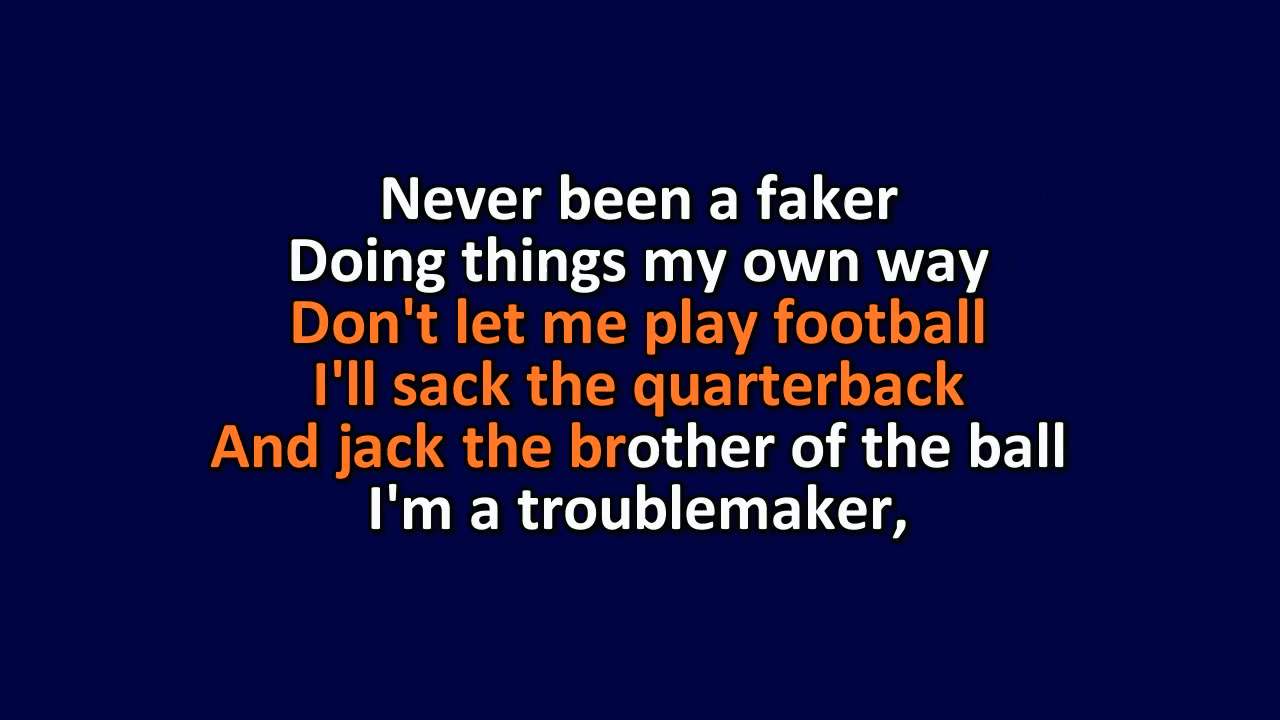 Never been a faker
Doing things my own way
Don't let me play football
I'll sack the quarterback
And jack the brother of the ball
I'm a troublemaker,